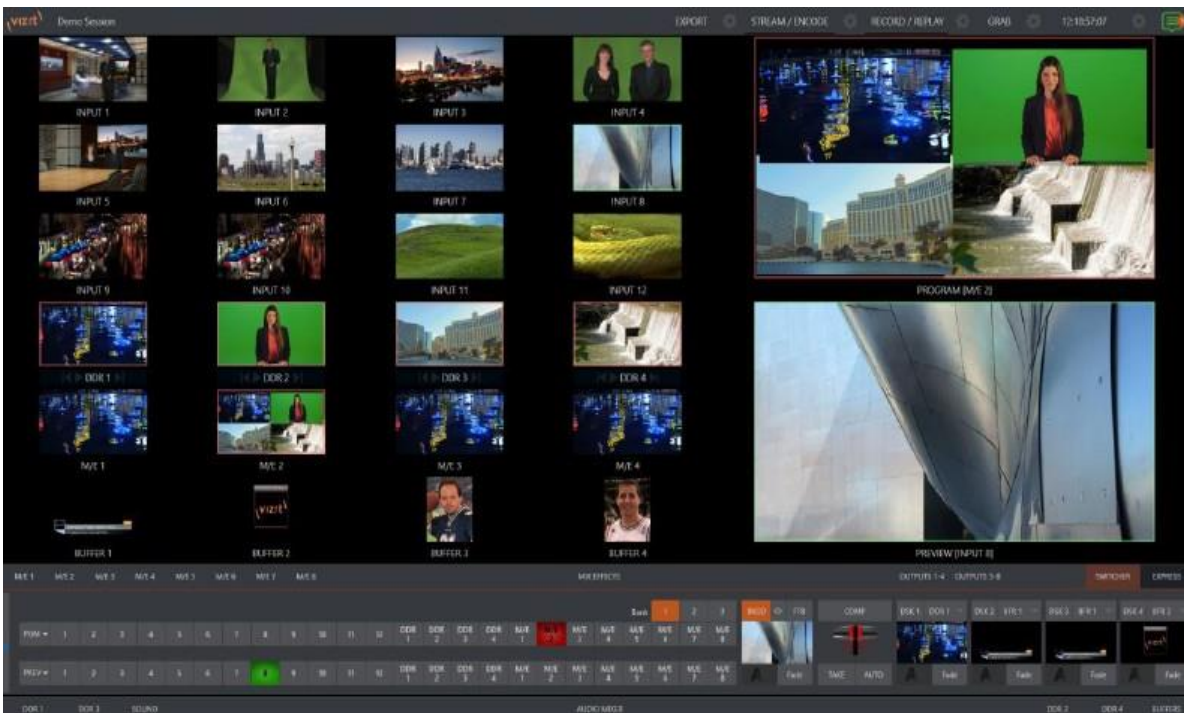 vizrt Demo Session EXPORT STREAM / ENCODE RECORD / REPLAY GRAB 12:18:57;07
INPUT 1 INPUT 2 INPUT 3 INPUT 4
INPUT 5 INPUT 6 INPUT 7 INPUT 8
INPUT 9 INPUT 10 INPUT 11 INPUT 12
PROGRAM [M/E 2]
DDR 1 DDR 2 DDR 3 DDR 4
M/E 1 M/E 2 M/E 3 M/E 4
vizrt
BUFFER 1 BUFFER 2 BUFFER 3 BUFFER 4
PREVIEW [INPUT 8]
M/E 1 M/E 2 M/E 3 M/E 4 M/E 5 M/E 6 M/E 7 M/E 8 MIX EFFECTS OUTPUTS 1-4 OUTPUTS 5-8 SWITCHER EXPRESS
Bank 1 2 3 BKGD FTB COMP DSK 1 DDR 1 DSK 2 BFR 1 DSK 3 BFR 1 DSK 4 BFR 2
PGM 1 2 3 4 5 6 7 8 9 10 11 12 DDR 1 DDR 2 DDR 3 DDR 4 M/E 1 M/E 2 M/E 3 M/E 4 M/E 5 M/E 6 M/E 7 M/E 8
PREV 1 2 3 4 5 6 7 8 9 10 11 12 DDR 1 DDR 2 DDR 3 DDR 4 M/E 1 M/E 2 M/E 3 M/E 4 M/E 5 M/E 6 M/E 7 M/E 8
Fade TAKE AUTO Fade Fade Fade Fade
DDR 1 DDR 3 SOUND AUDIO MIXER DDR 2 DDR 4 BUFFERS